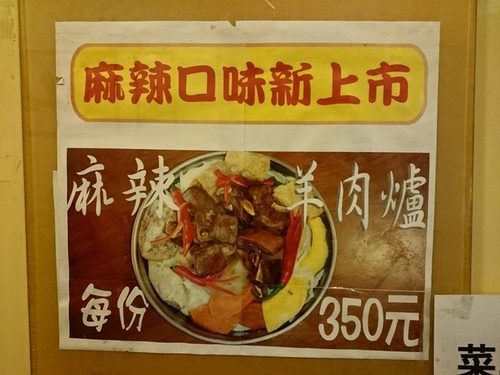 麻辣口味新上市
麻辣 羊肉爐
每份 350元
菜